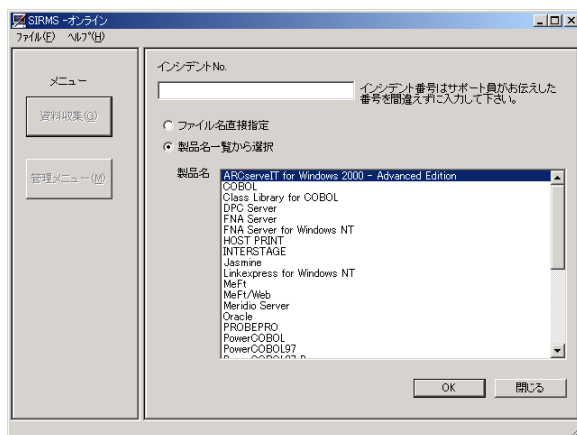 SIRMS -オンライン
ファイル(F) ヘルプ(H)
メニュー
資料収集(G)
管理メニュー(M)
インシデントNo.
インシデント番号はサポート員がお伝えした
番号を間違えずに入力して下さい。
ファイル名直接指定
製品名一覧から選択
製品名
ARCserveIT for Windows 2000 - Advanced Edition
COBOL
Class Library for COBOL
DPC Server
FNA Server
FNA Server for Windows NT
HOST PRINT
INTERSTAGE
Jasmine
Linkexpress for Windows NT
MeFt
MeFt/Web
Meridio Server
Oracle
PROBEPRO
PowerCOBOL
PowerCOBOL97
OK 閉じる